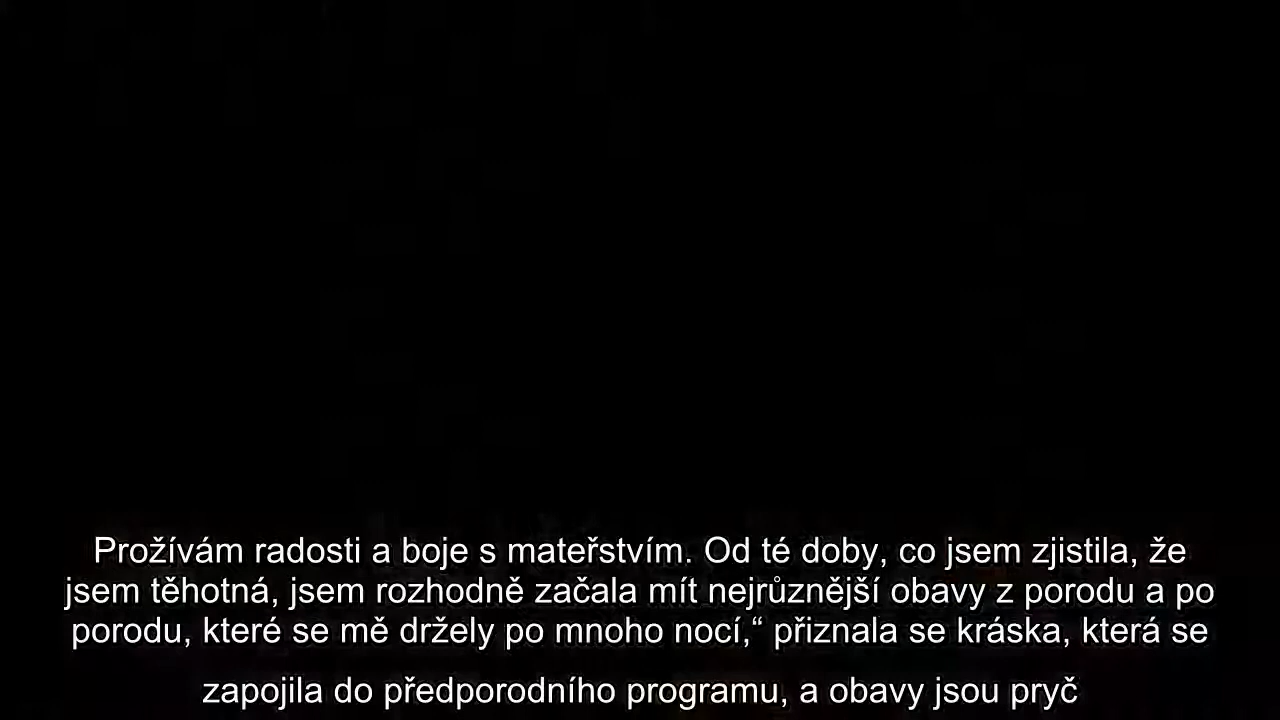 Prožívám radosti a boje s mateřstvím. Od té doby, co jsem zjistila, že
jsem těhotná, jsem rozhodně začala mít nejrůznější obavy z porodu a po
porodu, které se mě držely po mnoho nocí,“ přiznala se kráska, která se
zapojila do předporodního programu, a obavy jsou pryč